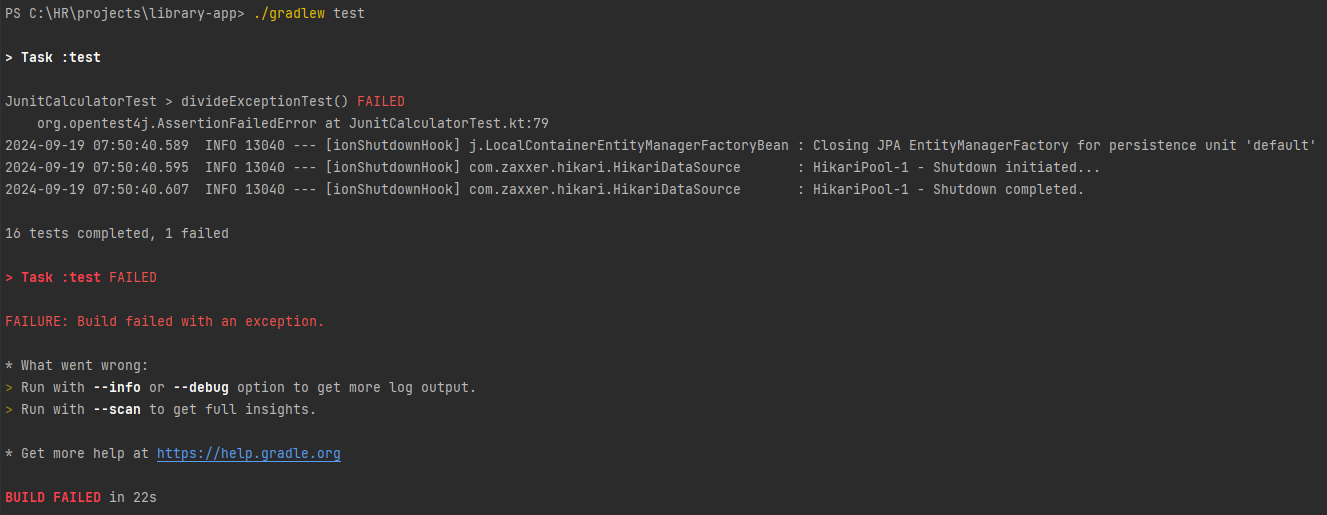 PS C:\HR\projects\library-app> ./gradlew test
> Task :test
JunitCalculatorTest > divideExceptionTest() FAILED
org.opentest4j.AssertionFailedError at JunitCalculatorTest.kt:79
2024-09-19 07:50:40.589  INFO 13040 --- [ionShutdownHook] j.LocalContainerEntityManagerFactoryBean : Closing JPA EntityManagerFactory for persistence unit 'default'
2024-09-19 07:50:40.595  INFO 13040 --- [ionShutdownHook] com.zaxxer.hikari.HikariDataSource       : HikariPool-1 - Shutdown initiated...
2024-09-19 07:50:40.607  INFO 13040 --- [ionShutdownHook] com.zaxxer.hikari.HikariDataSource       : HikariPool-1 - Shutdown completed.
16 tests completed, 1 failed
> Task :test FAILED
FAILURE: Build failed with an exception.
* What went wrong:
> Run with --info or --debug option to get more log output.
> Run with --scan to get full insights.
* Get more help at https://help.gradle.org
BUILD FAILED in 22s